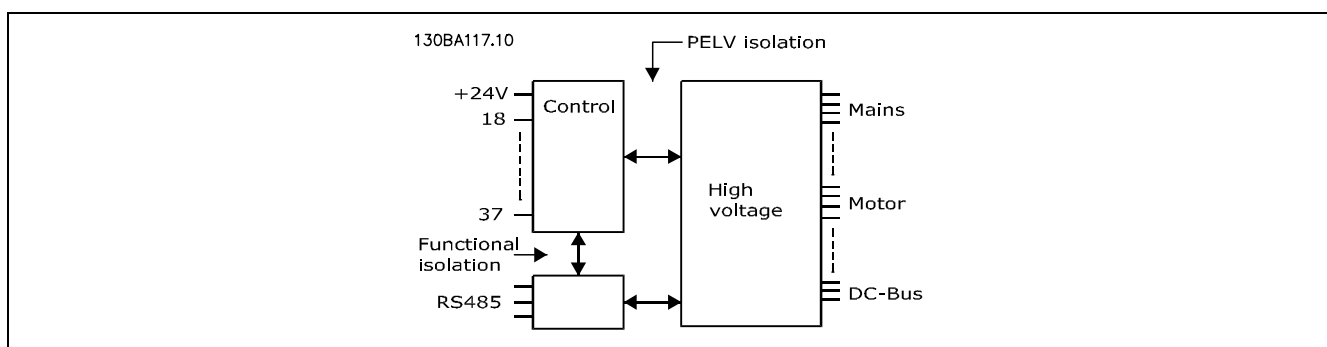 130BA117.10
PELV isolation
+24V
Control
18
Mains
High
voltage
Motor
37
Functional
isolation
RS485
DC-Bus